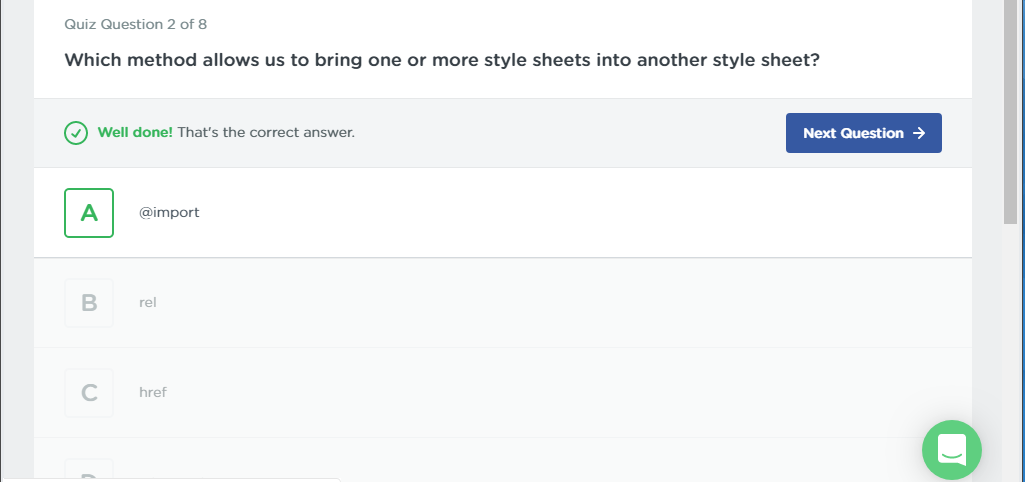 Quiz Question 2 of 8
Which method allows us to bring one or more style sheets into another style sheet?
Well done! That's the correct answer.
Next Question →
A
@import
B
rel
C
href